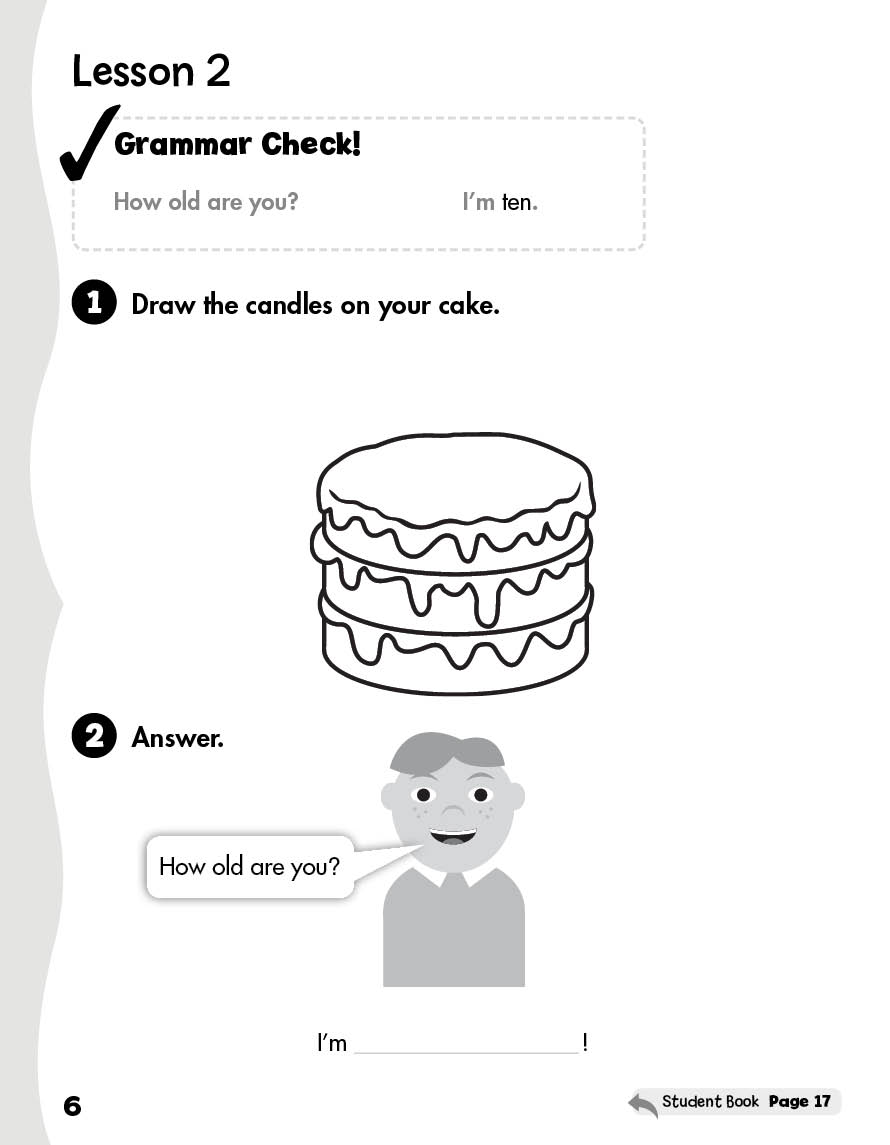 Lesson 2
Grammar Check!
How old are you? I'm ten.
1 Draw the candles on your cake.
2 Answer.
How old are you?
I'm ____________________ !
6
Student Book Page 17